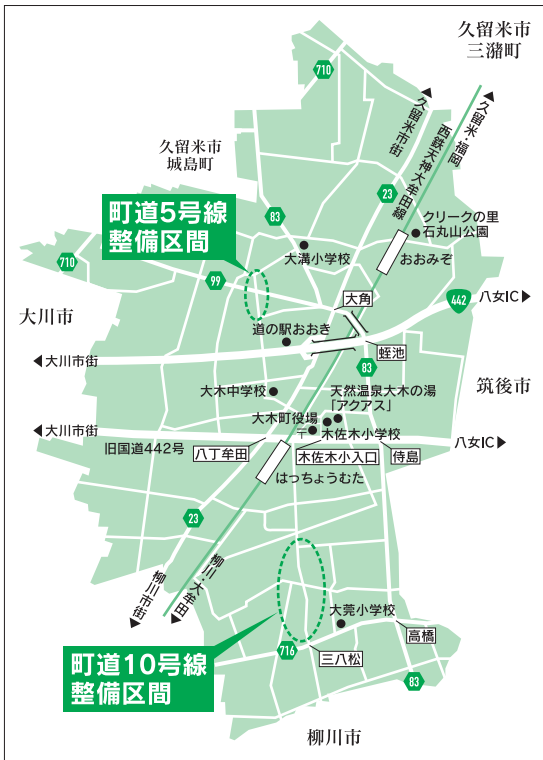 久留米市
三潴町
710
久留米市街
久留米・福岡
西鉄天神大牟田線
久留米市
城島町
23
町道5号線
整備区間
83
クリークの里
石丸山公園
大溝小学校
おおみぞ
710
99
大角
442
八女IC
大川市
道の駅おおき
蛭池
大川市街
83
筑後市
大木中学校
天然温泉大木の湯
「アクアス」
大木町役場
大川市街
〒
木佐木小学校
八女IC
旧国道442号
八丁牟田
木佐木小入口
侍島
はっちょうむた
23
柳川市街
柳川・大牟田
大莞小学校
高橋
町道10号線
整備区間
716
三八松
83
柳川市